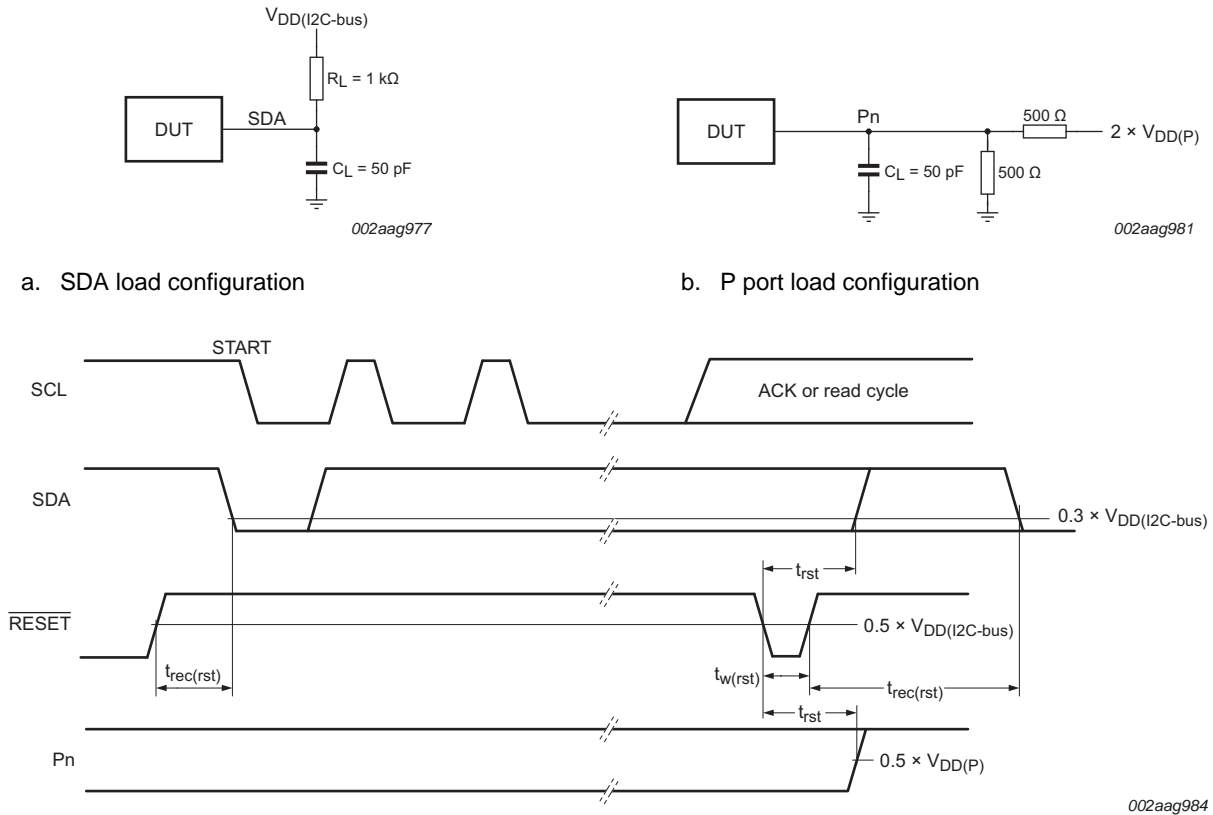 VDD(I2C-bus)
RL = 1 kΩ
DUT
SDA
CL = 50 pF
002aag977
a. SDA load configuration
DUT
Pn
500 Ω
2 × VDD(P)
CL = 50 pF
500 Ω
002aag981
b. P port load configuration
START
SCL
ACK or read cycle
SDA
0.3 × VDD(I2C-bus)
trst
RESET
0.5 × VDD(I2C-bus)
trec(rst)
tw(rst)
trec(rst)
trst
Pn
0.5 × VDD(P)
002aag984